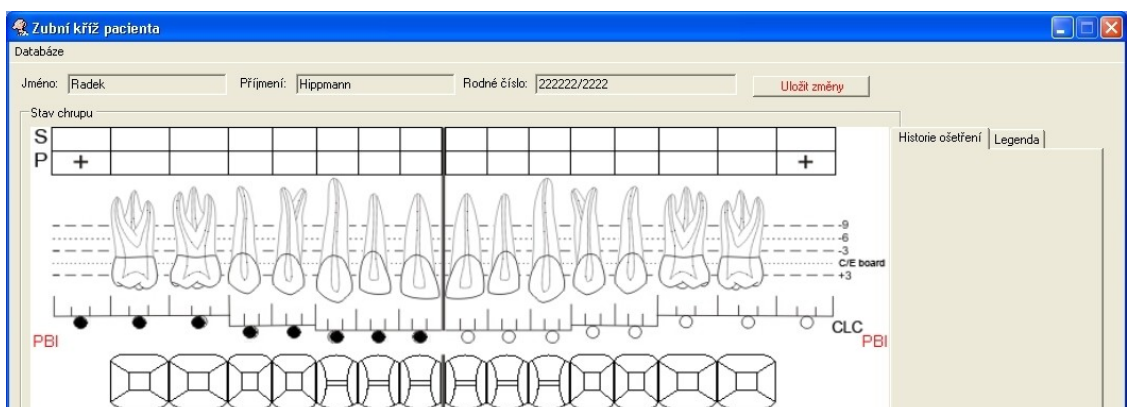 Zubní kříž pacienta
Databáze
Jméno: Radek Příjmení: Hippmann Rodné číslo: 222222/2222 Uložit změny
Stav chrupu
Historie ošetření Legenda
S
P + +
-9
-6
-3
C/E board
+3
CLC
PBI PBI